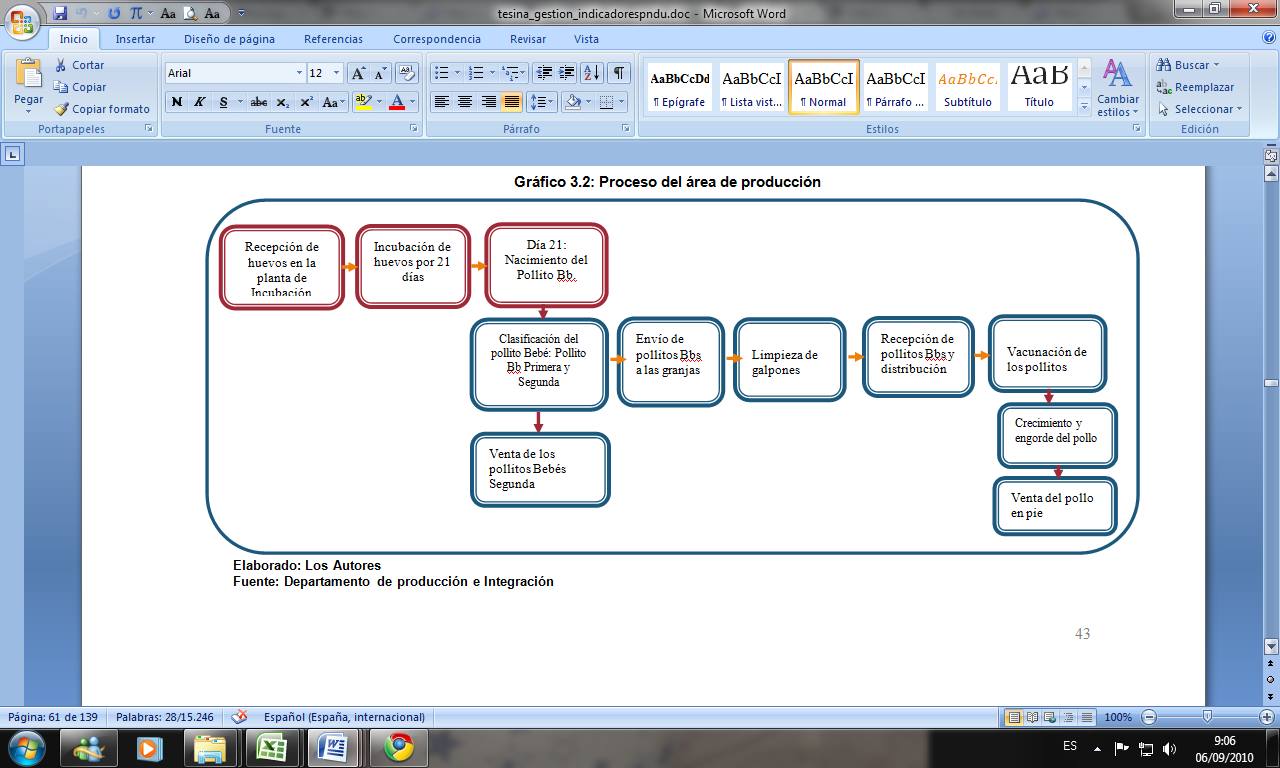 tesina_gestion_indicadorespndu.doc - Microsoft Word
Inicio Insertar Diseño de página Referencias Correspondencia Revisar Vista
Pegar
Cortar
Copiar
Copiar formato
Portapapeles
Arial 12
N K S abc x₂ x² Aa
Fuente
Párrafo
AaBbCcDd AaBbCcI AaBbCcI AaBbCcI AaBbCc. AaB
¶ Epígrafe ¶ Lista vist... ¶ Normal ¶ Párrafo ... Subtítulo Título
Cambiar
estilos
Estilos
Buscar
Reemplazar
Seleccionar
Edición
Gráfico 3.2: Proceso del área de producción
Recepción de
huevos en la
planta de
Incubación
Incubación de
huevos por 21
días
Día 21:
Nacimiento del
Pollito Bb.
Clasificación del
pollito Bebé: Pollito
Bb Primera y
Segunda
Envío de
pollitos Bbs
a las granjas
Limpieza de
galpones
Recepción de
pollitos Bbs y
distribución
Vacunación de
los pollitos
Crecimiento y
engorde del pollo
Venta de los
pollitos Bebés
Segunda
Venta del pollo
en pie
Elaborado: Los Autores
Fuente: Departamento de producción e Integración
43
Página: 61 de 139 Palabras: 28/15.246 Español (España, internacional) 100%
ES
9:06
06/09/2010